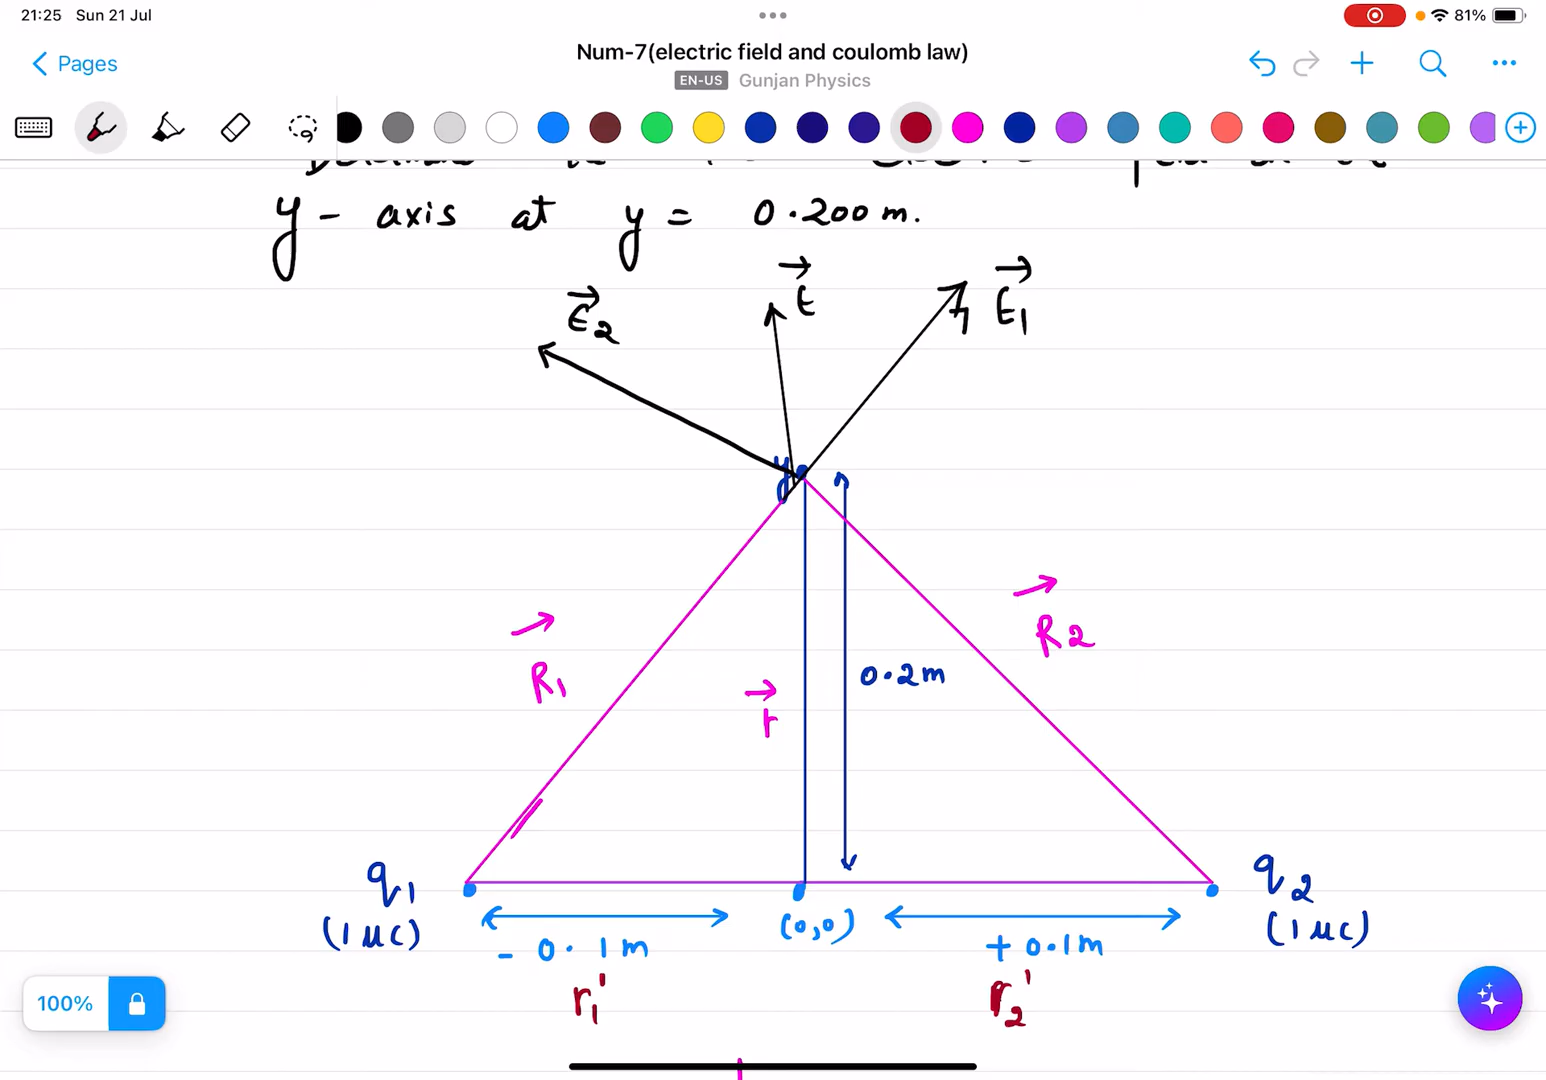 21:25 Sun 21 Jul
81%
Pages
Num-7(electric field and coulomb law)
EN-US Gunjan Physics
y - axis at y = 0.200 m.
E₂
E
E₁
y
R₁
r
0.2m
R₂
q₁
(1 μC)
- 0.1m
(0,0)
+ 0.1m
q₂
(1 μC)
r₁'
r₂'
100%